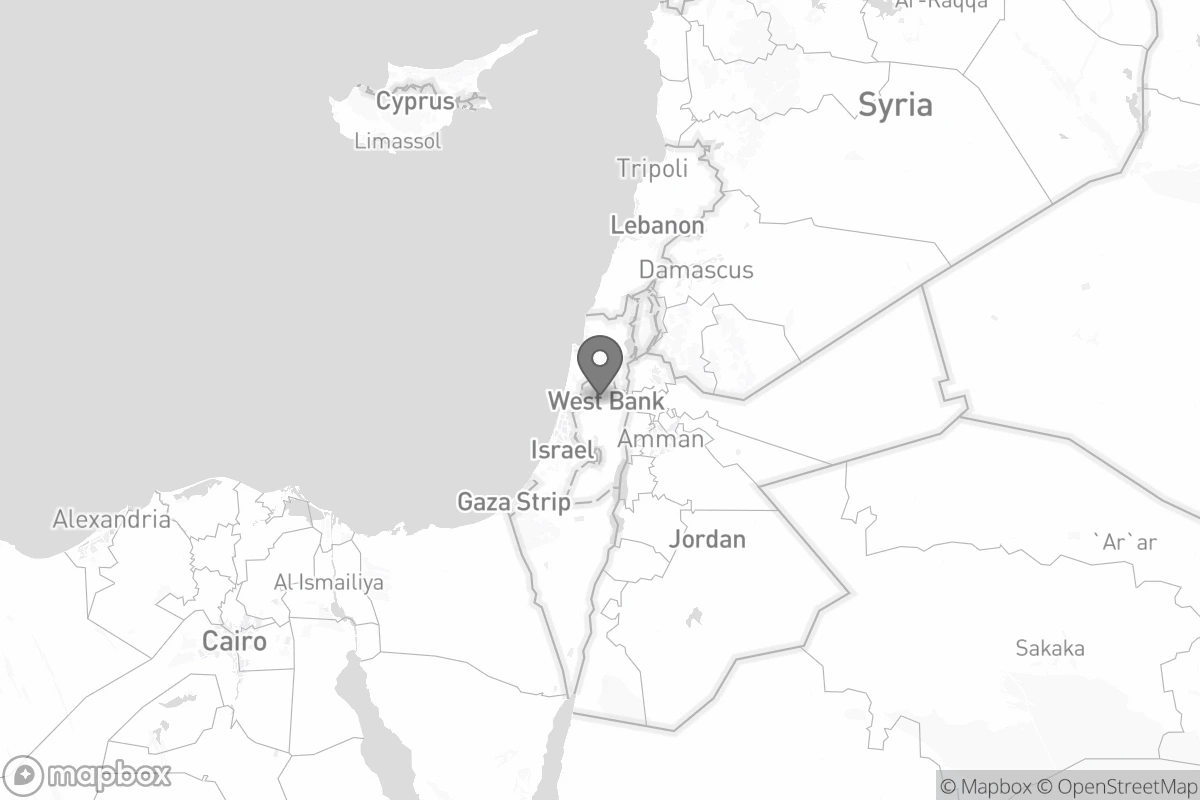 Ar-Raqqa
Cyprus
Syria
Limassol
Tripoli
Lebanon
Damascus
West Bank
Amman
Israel
Gaza Strip
Alexandria
Jordan
`Ar`ar
Al Ismailiya
Cairo
Sakaka
mapbox
© Mapbox © OpenStreetMap